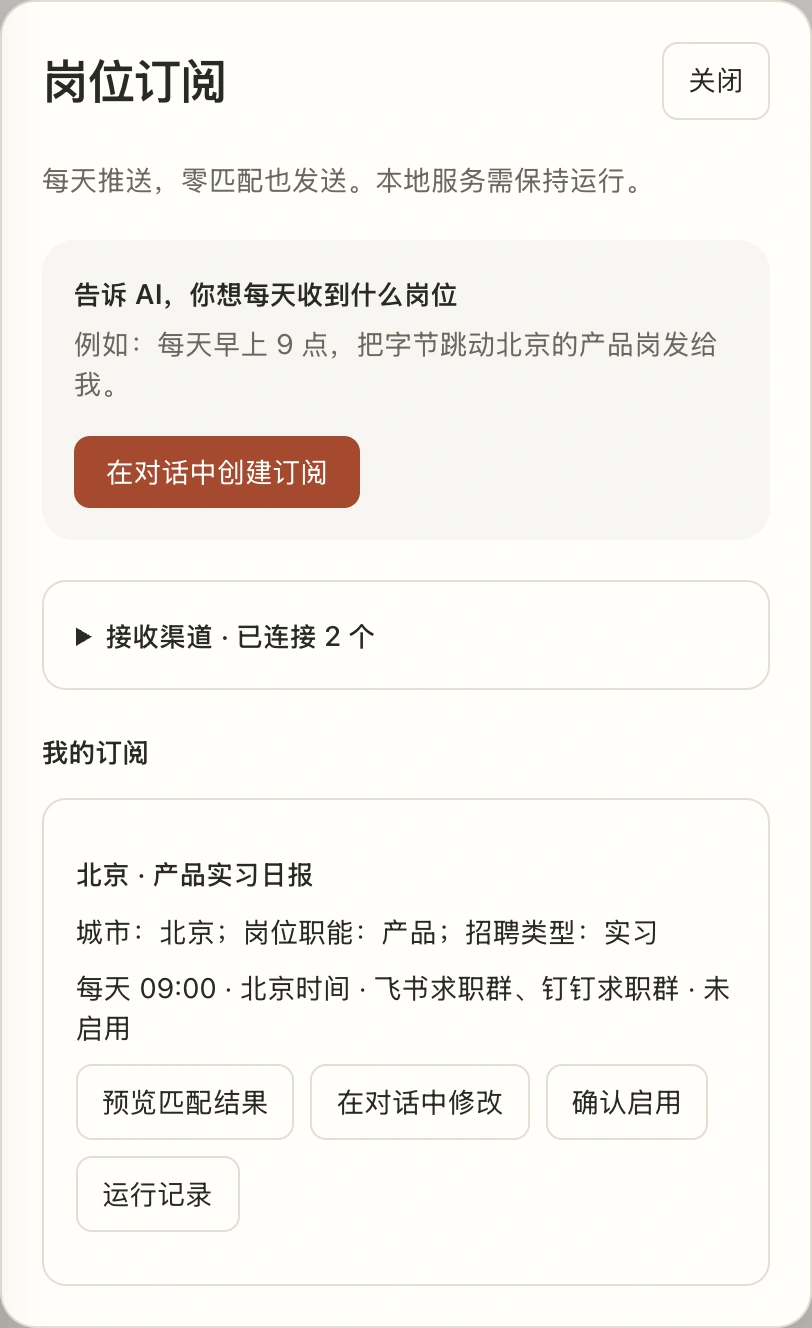 岗位订阅
关闭
每天推送，零匹配也发送。本地服务需保持运行。
告诉 AI，你想每天收到什么岗位
例如：每天早上 9 点，把字节跳动北京的产品岗发给
我。
在对话中创建订阅
▶ 接收渠道 · 已连接 2 个
我的订阅
北京 · 产品实习日报
城市：北京；岗位职能：产品；招聘类型：实习
每天 09:00 · 北京时间 · 飞书求职群、钉钉求职群 · 未
启用
预览匹配结果
在对话中修改
确认启用
运行记录